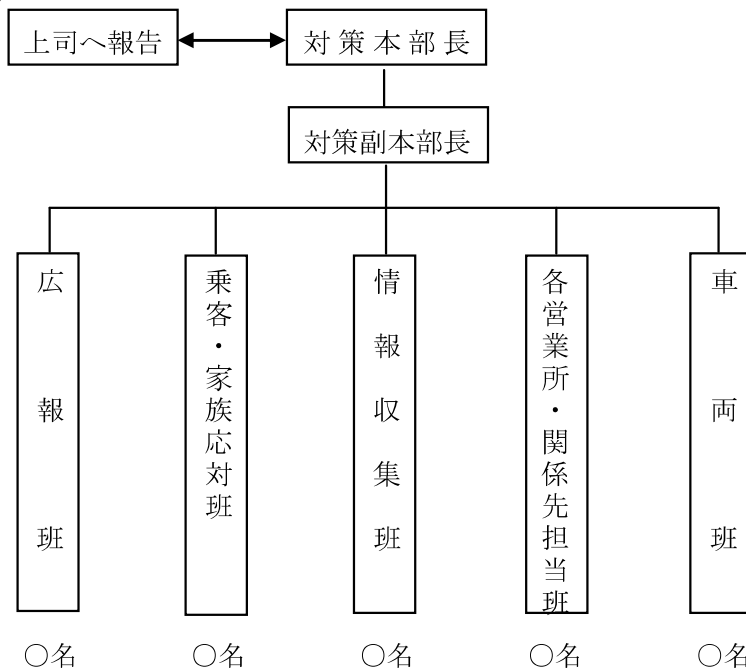 上司へ報告
対策本部長
対策副本部長
広報班
乗客・家族応対班
情報収集班
各営業所・関係先担当班
車両班
○名
○名
○名
○名
○名